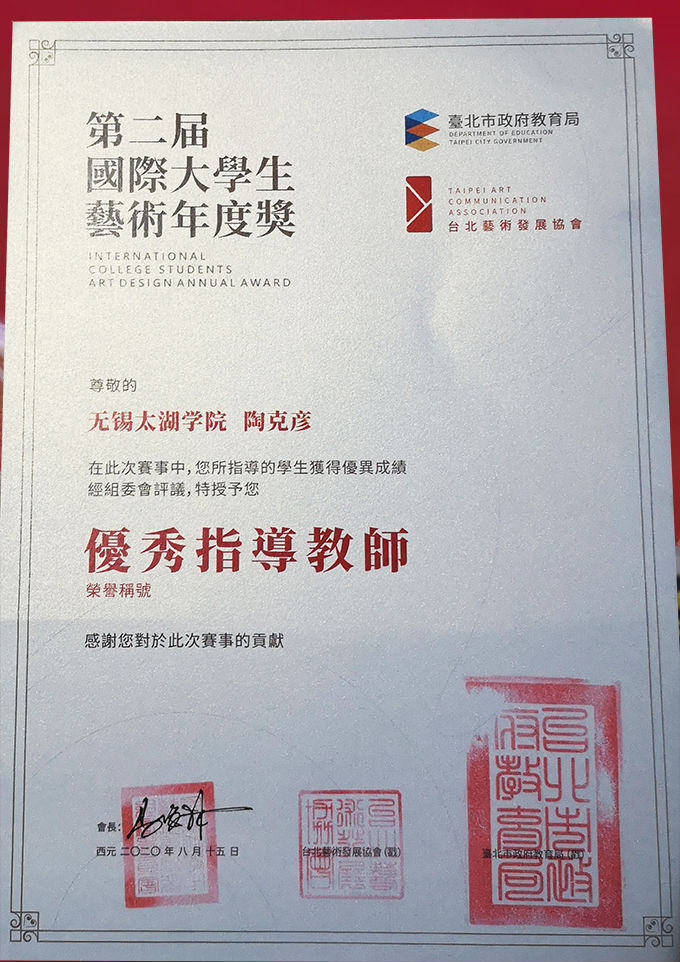 第二届
國際大學生
藝術年度獎
INTERNATIONAL
COLLEGE STUDENTS
ART DESIGN ANNUAL AWARD
臺北市政府教育局
DEPARTMENT OF EDUCATION
TAIPEI CITY GOVERNMENT
TAIPEI ART
COMMUNICATION
ASSOCIATION
台北藝術發展協會
尊敬的
无锡太湖学院 陶克彦
在此次賽事中，您所指導的學生獲得優異成績
經組委會評議，特授予您
優秀指導教師
榮譽稱號
感謝您對於此次賽事的貢獻
會長：
西元 二〇二〇 年 八 月 十五 日
台北藝術發展協會（戳）
臺北市政府教育局（戳）